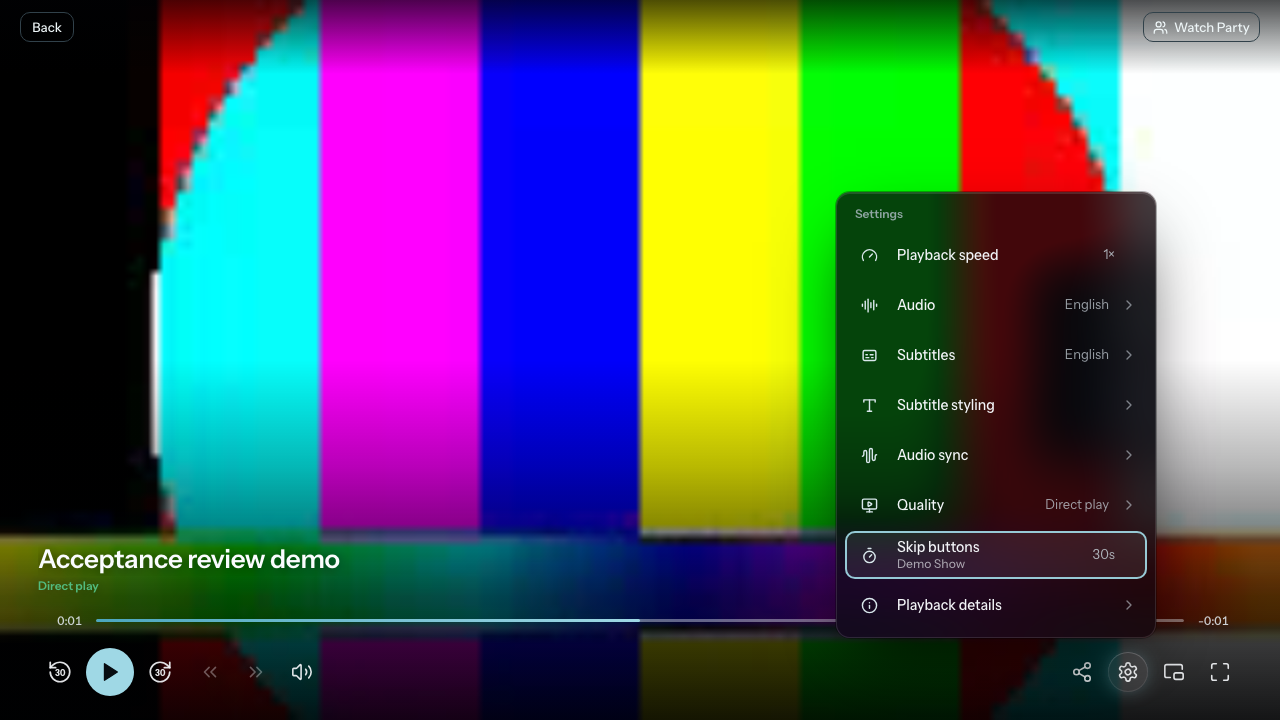 Back
Watch Party
Settings
Playback speed 1×
Audio English
Subtitles English
Subtitle styling
Audio sync
Quality Direct play
Skip buttons 30s
Demo Show
Playback details
Acceptance review demo
Direct play
0:01
-0:01
30
30